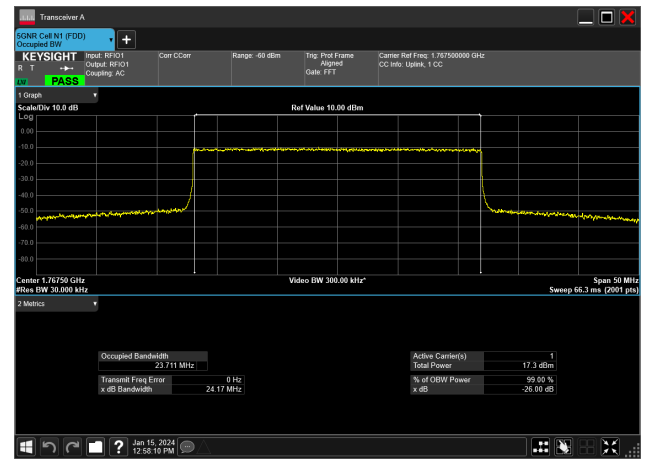 Transceiver A
5GNR Cell N1 (FDD)
Occupied BW
+
KEYSIGHT
R T
LXI
PASS
Input: RFIO1
Output: RFIO1
Coupling: AC
Corr CCorr
Range: -60 dBm
Trig: Prot Frame
Aligned
Gate: FFT
Carrier Ref Freq: 1.767500000 GHz
CC Info: Uplink, 1 CC
1 Graph
Scale/Div 10.0 dB
Ref Value 10.00 dBm
Log
0.00
-10.0
-20.0
-30.0
-40.0
-50.0
-60.0
-70.0
-80.0
Center 1.76750 GHz
Video BW 300.00 kHz*
Span 50 MHz
#Res BW 30.000 kHz
Sweep 66.3 ms (2001 pts)
2 Metrics
Occupied Bandwidth
23.711 MHz
Transmit Freq Error 0 Hz
x dB Bandwidth 24.17 MHz
Active Carrier(s) 1
Total Power 17.3 dBm
% of OBW Power 99.00 %
x dB -26.00 dB
?
Jan 15, 2024
12:58:10 PM